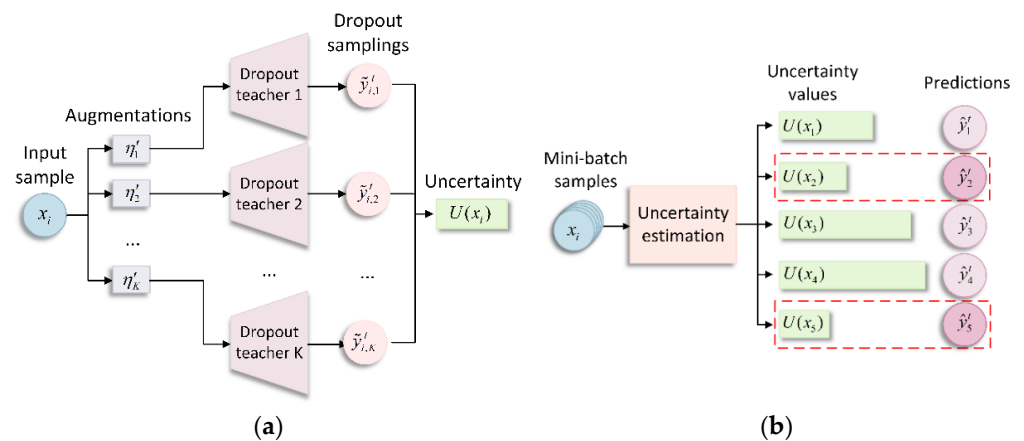 Dropout
samplings
Dropout
teacher 1
ỹ′ᵢ,₁
Augmentations
η′₁
Input
sample
xᵢ
η′₂
Dropout
teacher 2
ỹ′ᵢ,₂
Uncertainty
U(xᵢ)
...
... ...
η′K
Dropout
teacher K
ỹ′ᵢ,K
(a)
Uncertainty
values
Predictions
U(x₁) ŷ′₁
Mini-batch
samples
U(x₂) ŷ′₂
xᵢ
Uncertainty
estimation
U(x₃) ŷ′₃
U(x₄) ŷ′₄
U(x₅) ŷ′₅
(b)